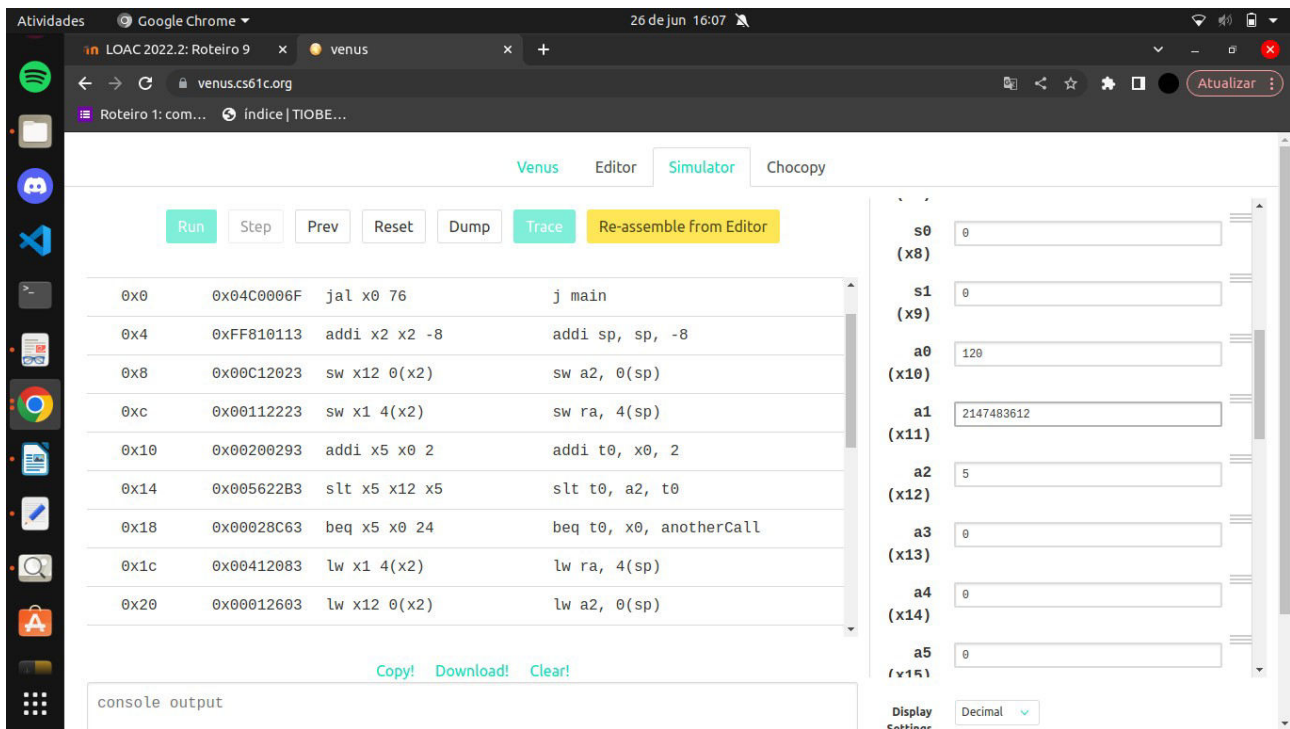 Atividades Google Chrome 26 de jun 16:07
LOAC 2022.2: Roteiro 9 venus
venus.cs61c.org Atualizar
Roteiro 1: com... índice | TIOBE...
Venus Editor Simulator Chocopy
Run Step Prev Reset Dump Trace Re-assemble from Editor
0x0 0x04C0006F jal x0 76 j main
0x4 0xFF810113 addi x2 x2 -8 addi sp, sp, -8
0x8 0x00C12023 sw x12 0(x2) sw a2, 0(sp)
0xc 0x00112223 sw x1 4(x2) sw ra, 4(sp)
0x10 0x00200293 addi x5 x0 2 addi t0, x0, 2
0x14 0x005622B3 slt x5 x12 x5 slt t0, a2, t0
0x18 0x00028C63 beq x5 x0 24 beq t0, x0, anotherCall
0x1c 0x00412083 lw x1 4(x2) lw ra, 4(sp)
0x20 0x00012603 lw x12 0(x2) lw a2, 0(sp)
Copy! Download! Clear!
console output
s0 0
(x8)
s1 0
(x9)
a0 120
(x10)
a1 2147483612
(x11)
a2 5
(x12)
a3 0
(x13)
a4 0
(x14)
a5 0
(x15)
Display Decimal
Settings